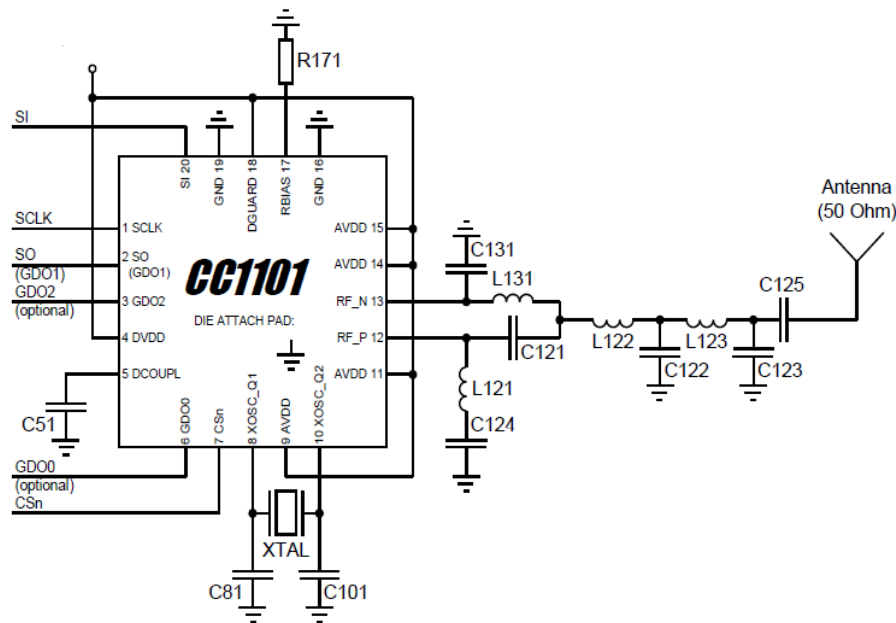 R171
SI
SI 20
GND 19
DGUARD 18
RBIAS 17
GND 16
Antenna
(50 Ohm)
SCLK
1 SCLK
AVDD 15
C131
SO
(GDO1)
2 SO
(GDO1)
CC1101
AVDD 14
L131
GDO2
(optional)
3 GDO2
RF_N 13
C125
DIE ATTACH PAD:
4 DVDD
RF_P 12
C121
L122
L123
5 DCOUPL
AVDD 11
L121
C122
C123
C51
C124
6 GDO0
7 CSn
8 XOSC_Q1
9 AVDD
10 XOSC_Q2
GDO0
(optional)
CSn
XTAL
C81
C101